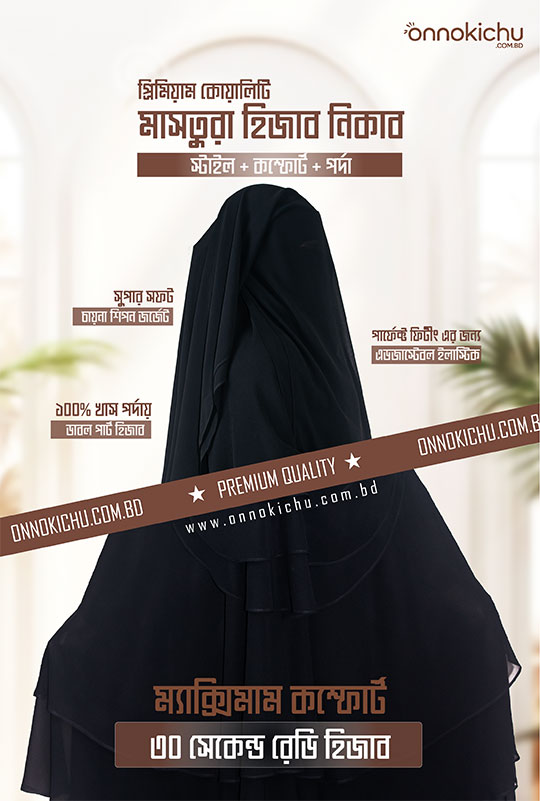 onnokichu
.COM.BD
প্রিমিয়াম কোয়ালিটি
মাসতুরা হিজাব নিকাব
স্টাইল + কম্ফোর্ট + পর্দা
সুপার সফট
চায়না শিপন জর্জেট
পার্ফেক্ট ফিটীং এর জন্য
এডজাস্টেবল ইলাস্টিক
১০০% খাস পর্দায়
ডাবল পার্ট হিজাব
ONNOKICHU.COM.BD ★ PREMIUM QUALITY ★ ONNOKICHU.COM.B
www.onnokichu.com.bd
ম্যাক্সিমাম কম্ফোর্ট
৩০ সেকেন্ড রেডি হিজাব